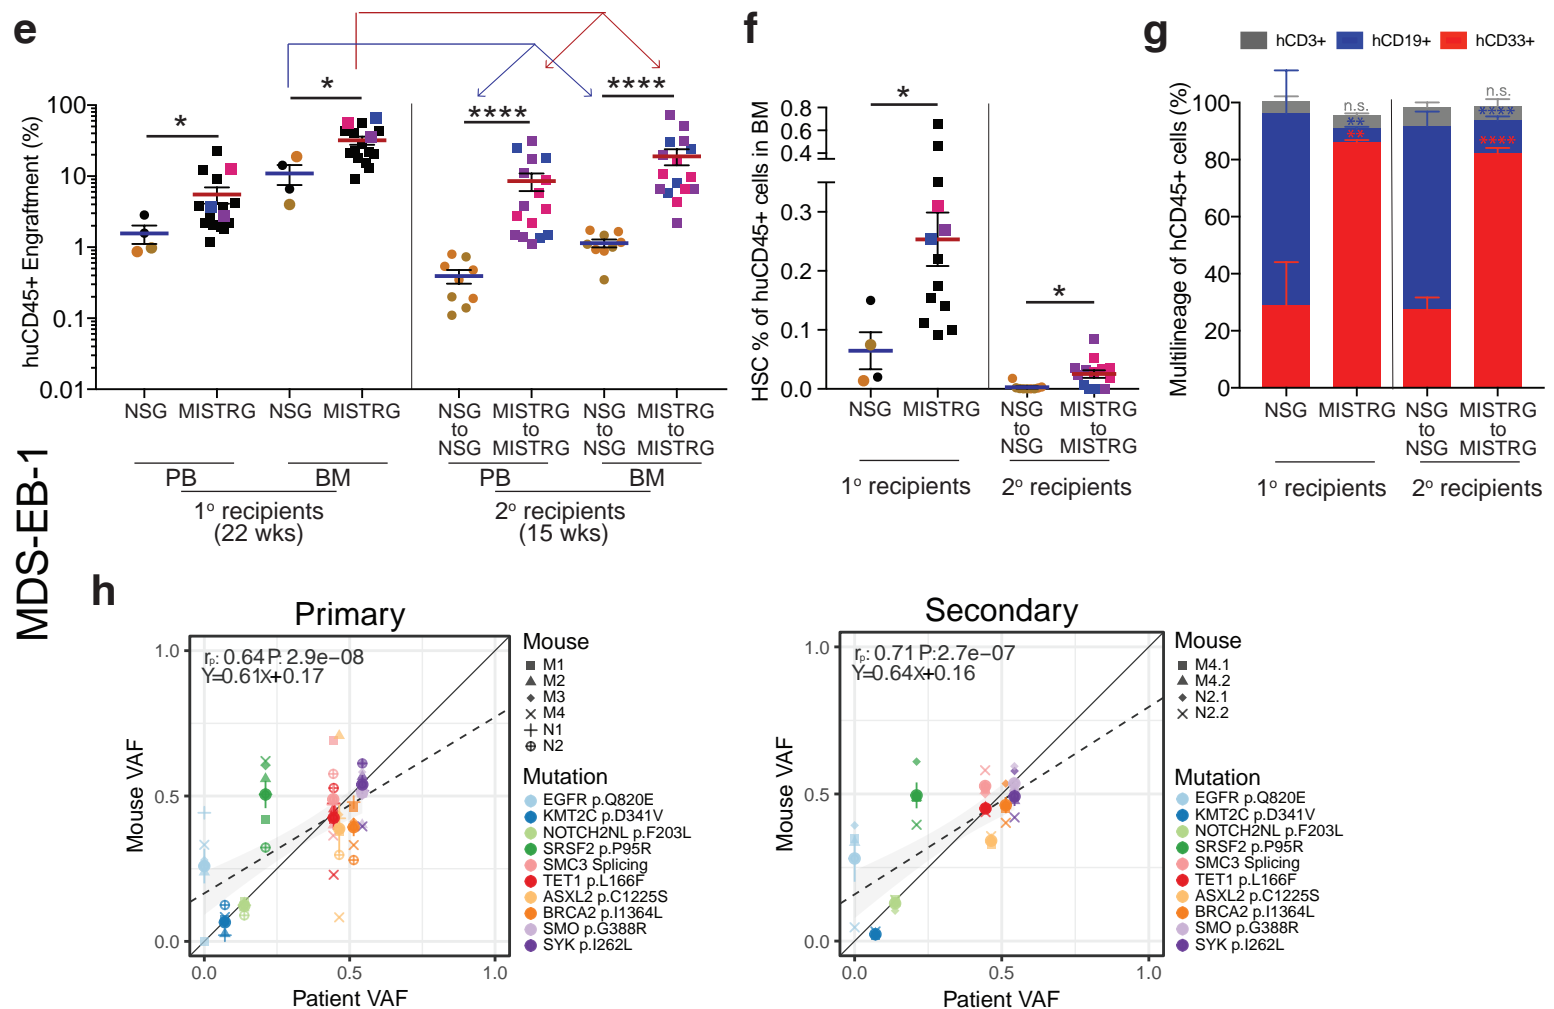 e
*
*
****
****
huCD45+ Engraftment (%)
100
10
1
0.1
0.01
NSG MISTRG NSG MISTRG
NSG to NSG
MISTRG to MISTRG
NSG to NSG
MISTRG to MISTRG
PB BM PB BM
1o recipients
(22 wks)
2o recipients
(15 wks)
MDS-EB-1
f
*
*
HSC % of huCD45+ cells in BM
0.8
0.6
0.4
0.3
0.2
0.1
0.0
NSG MISTRG
NSG to NSG
MISTRG to MISTRG
1o recipients
2o recipients
g
hCD3+ hCD19+ hCD33+
n.s.
**
**
n.s.
****
****
Multilineage of hCD45+ cells (%)
100
80
60
40
20
0
NSG MISTRG
NSG to NSG
MISTRG to MISTRG
1o recipients
2o recipients
h
Primary
rp: 0.64 P: 2.9e−08
Y=0.61X+0.17
Mouse VAF
1.0
0.5
0.0
0.0 0.5 1.0
Patient VAF
Mouse
M1
M2
M3
M4
N1
N2
Mutation
EGFR p.Q820E
KMT2C p.D341V
NOTCH2NL p.F203L
SRSF2 p.P95R
SMC3 Splicing
TET1 p.L166F
ASXL2 p.C1225S
BRCA2 p.I1364L
SMO p.G388R
SYK p.I262L
Secondary
rp: 0.71 P:2.7e−07
Y=0.64X+0.16
Mouse VAF
1.0
0.5
0.0
0.0 0.5 1.0
Patient VAF
Mouse
M4.1
M4.2
N2.1
N2.2
Mutation
EGFR p.Q820E
KMT2C p.D341V
NOTCH2NL p.F203L
SRSF2 p.P95R
SMC3 Splicing
TET1 p.L166F
ASXL2 p.C1225S
BRCA2 p.I1364L
SMO p.G388R
SYK p.I262L